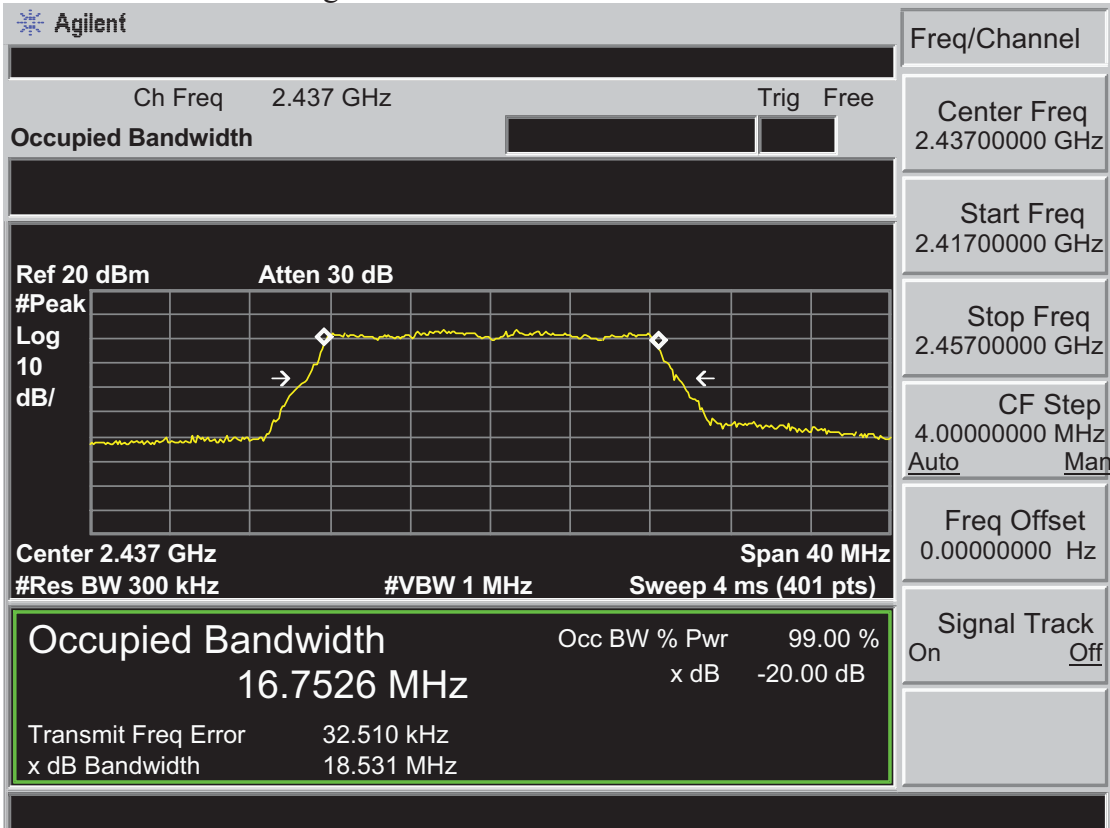 Agilent
Freq/Channel
Ch Freq 2.437 GHz Trig Free
Occupied Bandwidth
Center Freq
2.43700000 GHz
Start Freq
2.41700000 GHz
Stop Freq
2.45700000 GHz
CF Step
4.00000000 MHz
Auto Man
Freq Offset
0.00000000 Hz
Signal Track
On Off
Ref 20 dBm Atten 30 dB
#Peak
Log
10
dB/
Center 2.437 GHz Span 40 MHz
#Res BW 300 kHz #VBW 1 MHz Sweep 4 ms (401 pts)
Occupied Bandwidth Occ BW % Pwr 99.00 %
16.7526 MHz x dB -20.00 dB
Transmit Freq Error 32.510 kHz
x dB Bandwidth 18.531 MHz